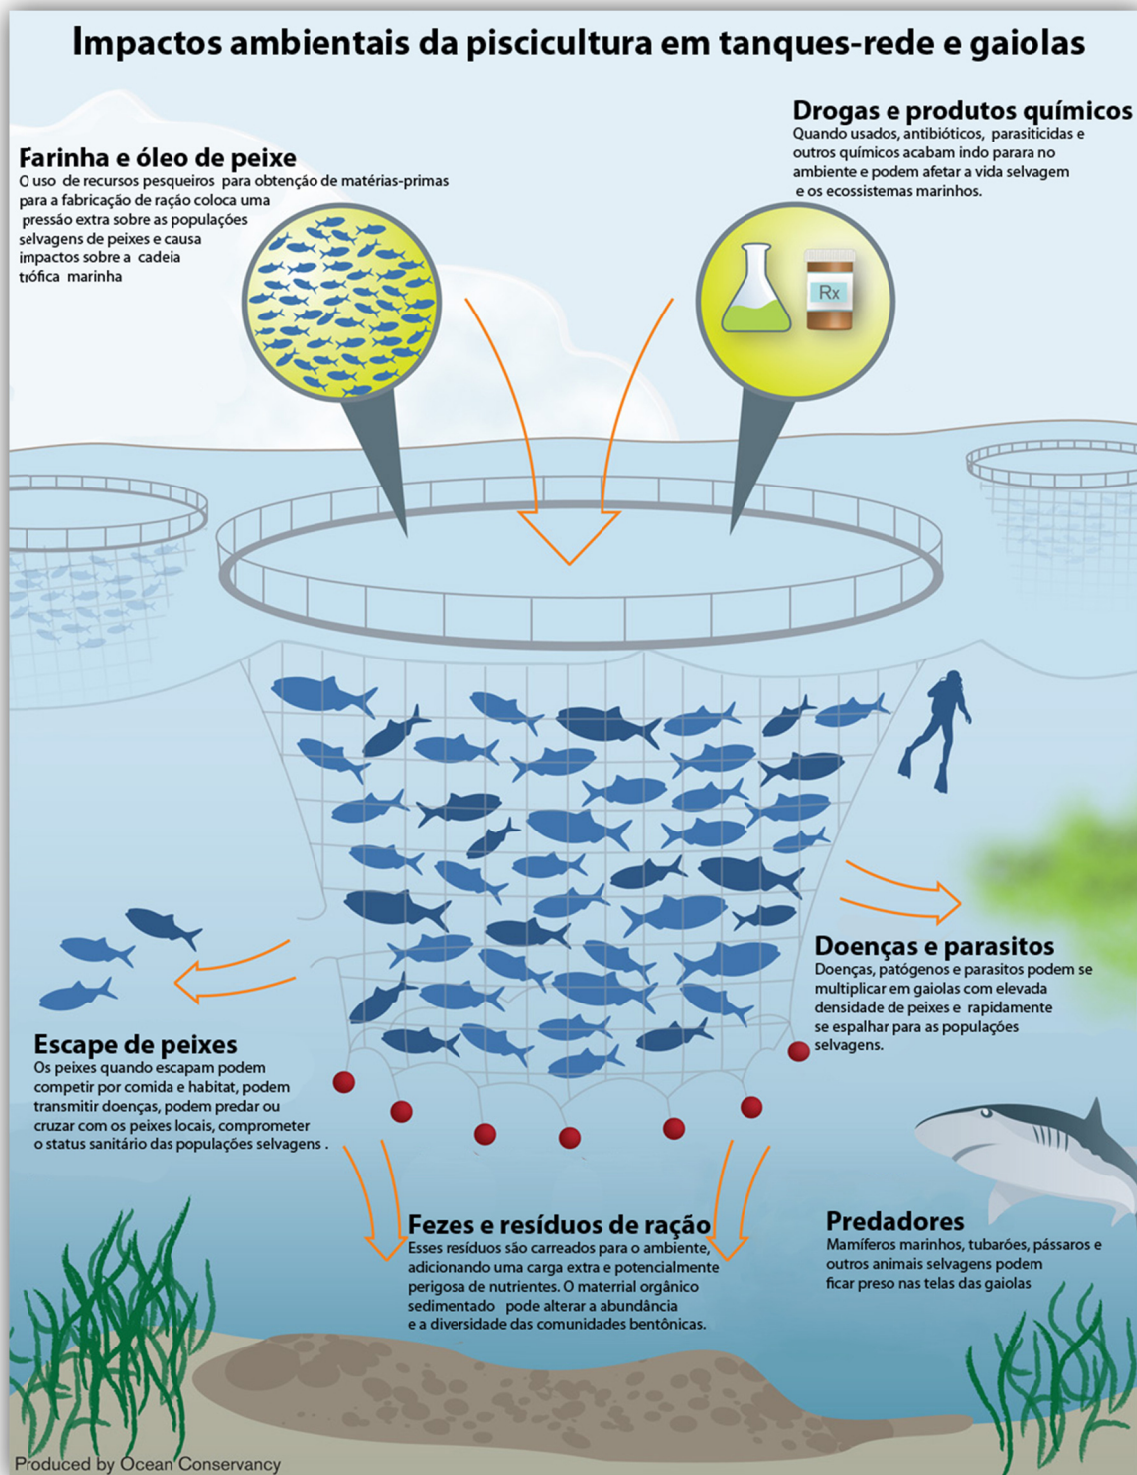 Impactos ambientais da piscicultura em tanques-rede e gaiolas
Farinha e óleo de peixe
O uso de recursos pesqueiros para obtenção de matérias-primas
para a fabricação de ração coloca uma
pressão extra sobre as populações
selvagens de peixes e causa
impactos sobre a cadeia
trófica marinha
Drogas e produtos químicos
Quando usados, antibióticos, parasiticidas e
outros químicos acabam indo parara no
ambiente e podem afetar a vida selvagem
e os ecossistemas marinhos.
Rx
Doenças e parasitos
Doenças, patógenos e parasitos podem se
multiplicar em gaiolas com elevada
densidade de peixes e rapidamente
se espalhar para as populações
selvagens.
Escape de peixes
Os peixes quando escapam podem
competir por comida e habitat, podem
transmitir doenças, podem predar ou
cruzar com os peixes locais, comprometer
o status sanitário das populações selvagens .
Fezes e resíduos de ração
Esses resíduos são carreados para o ambiente,
adicionando uma carga extra e potencialmente
perigosa de nutrientes. O materrial orgânico
sedimentado pode alterar a abundância
e a diversidade das comunidades bentônicas.
Predadores
Mamíferos marinhos, tubarões, pássaros e
outros animais selvagens podem
ficar preso nas telas das gaiolas
Produced by Ocean Conservancy